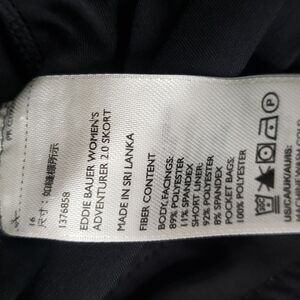 16
尺寸: 如縫標所示
1376858
EDDIE BAUER WOMEN'S
ADVENTURER 2.0 SKORT
MADE IN SRI LANKA
FIBER CONTENT
BODY, FACINGS:
89% POLYESTER
11% SPANDEX
SHORT LINER:
92% POLYESTER
8% SPANDEX
POCKET BAGS:
100% POLYESTER